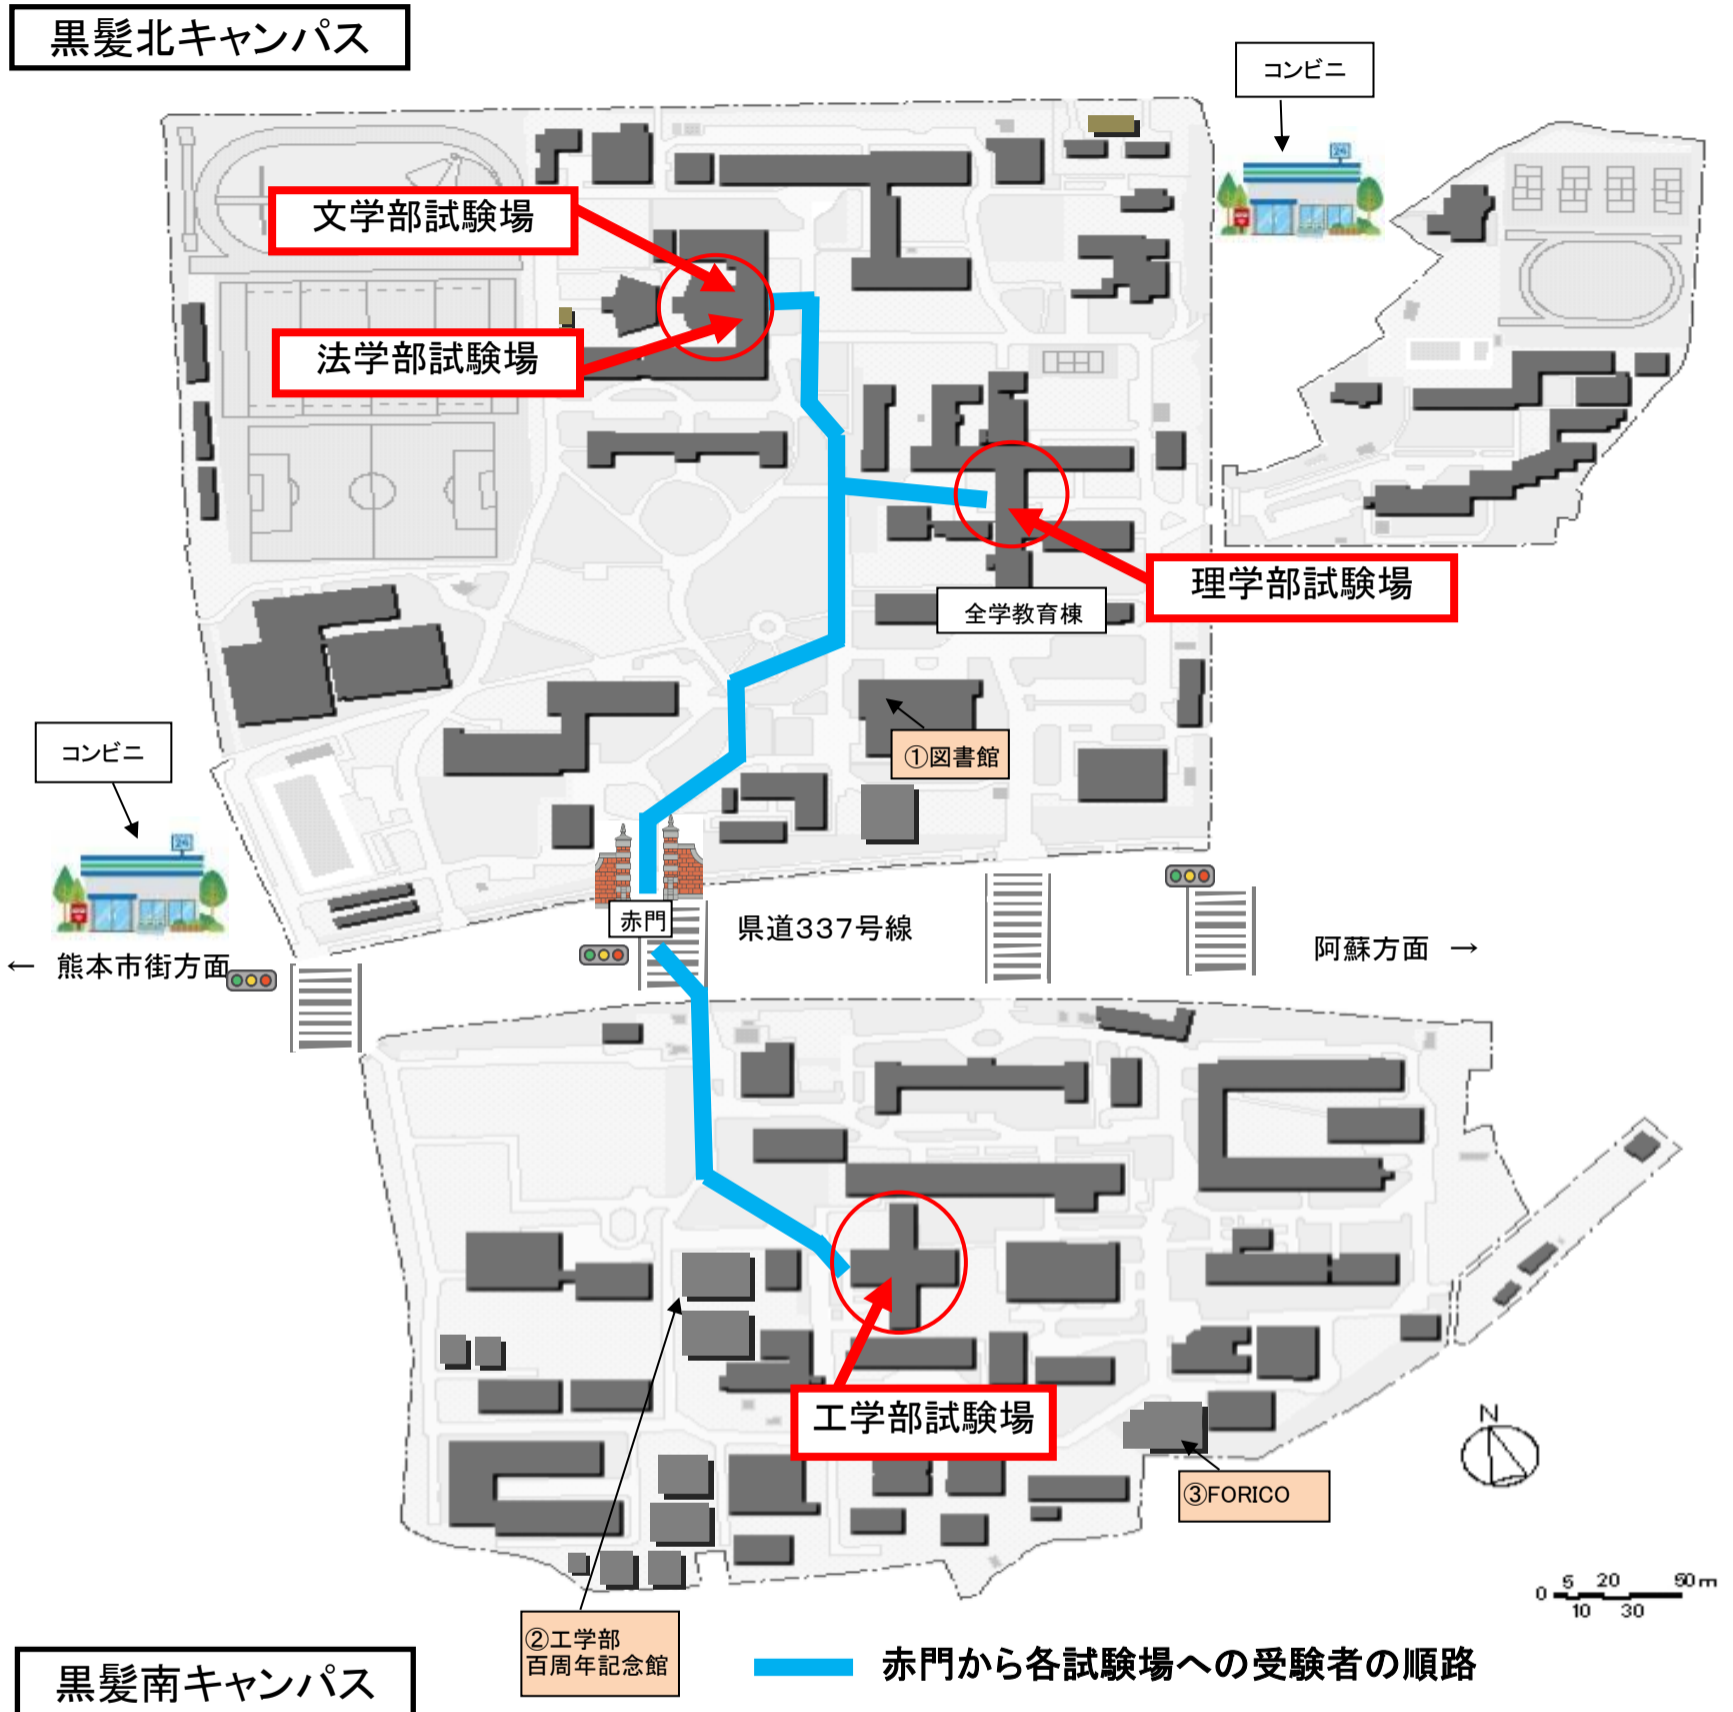 黒髪北キャンパス
コンビニ
24
文学部試験場
法学部試験場
理学部試験場
全学教育棟
①図書館
コンビニ
24
赤門
県道337号線
← 熊本市街方面
阿蘇方面 →
工学部試験場
N
③FORICO
0 5 10 20 30 50m
②工学部
百周年記念館
赤門から各試験場への受験者の順路
黒髪南キャンパス